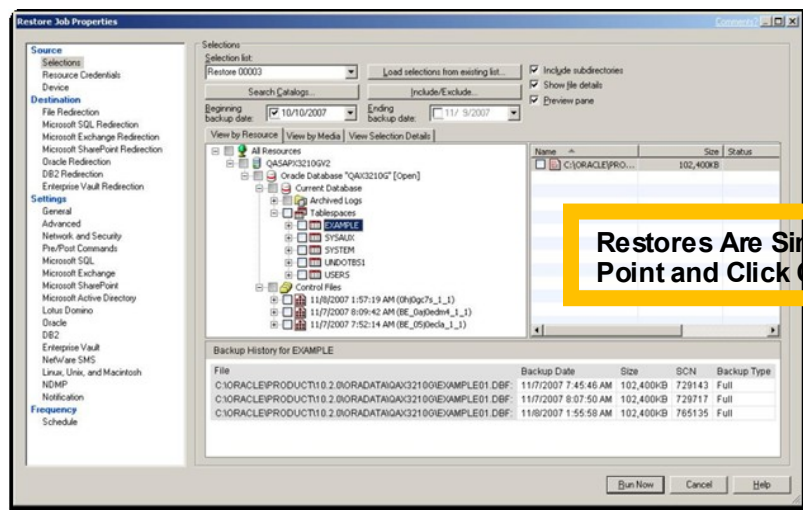 Restore Job Properties
Comments?
Source
Selections
Resource Credentials
Device
Destination
File Redirection
Microsoft SQL Redirection
Microsoft Exchange Redirection
Microsoft SharePoint Redirection
Oracle Redirection
DB2 Redirection
Enterprise Vault Redirection
Settings
General
Advanced
Network and Security
Pre/Post Commands
Microsoft SQL
Microsoft Exchange
Microsoft SharePoint
Microsoft Active Directory
Lotus Domino
Oracle
DB2
Enterprise Vault
NetWare SMS
Linux, Unix, and Macintosh
NDMP
Notification
Frequency
Schedule
Selections
Selection list:
Restore 00003
Load selections from existing list...
Search Catalogs...
Include/Exclude...
Beginning backup date:
10/10/2007
Ending backup date:
11/ 9/2007
Include subdirectories
Show file details
Preview pane
View by Resource
View by Media
View Selection Details
All Resources
QASAPX3210GV2
Oracle Database "QAX3210G" [Open]
Current Database
Archived Logs
Tablespaces
EXAMPLE
SYSAUX
SYSTEM
UNDOTBS1
USERS
Control Files
11/8/2007 1:57:19 AM (0hj0gc7s_1_1)
11/7/2007 8:09:42 AM (BE_0aj0edm4_1_1)
11/7/2007 7:52:14 AM (BE_05j0ecla_1_1)
Name Size Status
C:\ORACLE\PRO... 102,400KB
Restores Are
Point and Click
Backup History for EXAMPLE
File Backup Date Size SCN Backup Type
C:\ORACLE\PRODUCT\10.2.0\ORADATA\QAX3210G\EXAMPLE01.DBF: 11/7/2007 7:45:46 AM 102,400KB 729143 Full
C:\ORACLE\PRODUCT\10.2.0\ORADATA\QAX3210G\EXAMPLE01.DBF: 11/7/2007 8:07:50 AM 102,400KB 729717 Full
C:\ORACLE\PRODUCT\10.2.0\ORADATA\QAX3210G\EXAMPLE01.DBF: 11/8/2007 1:55:58 AM 102,400KB 765135 Full
Run Now
Cancel
Help